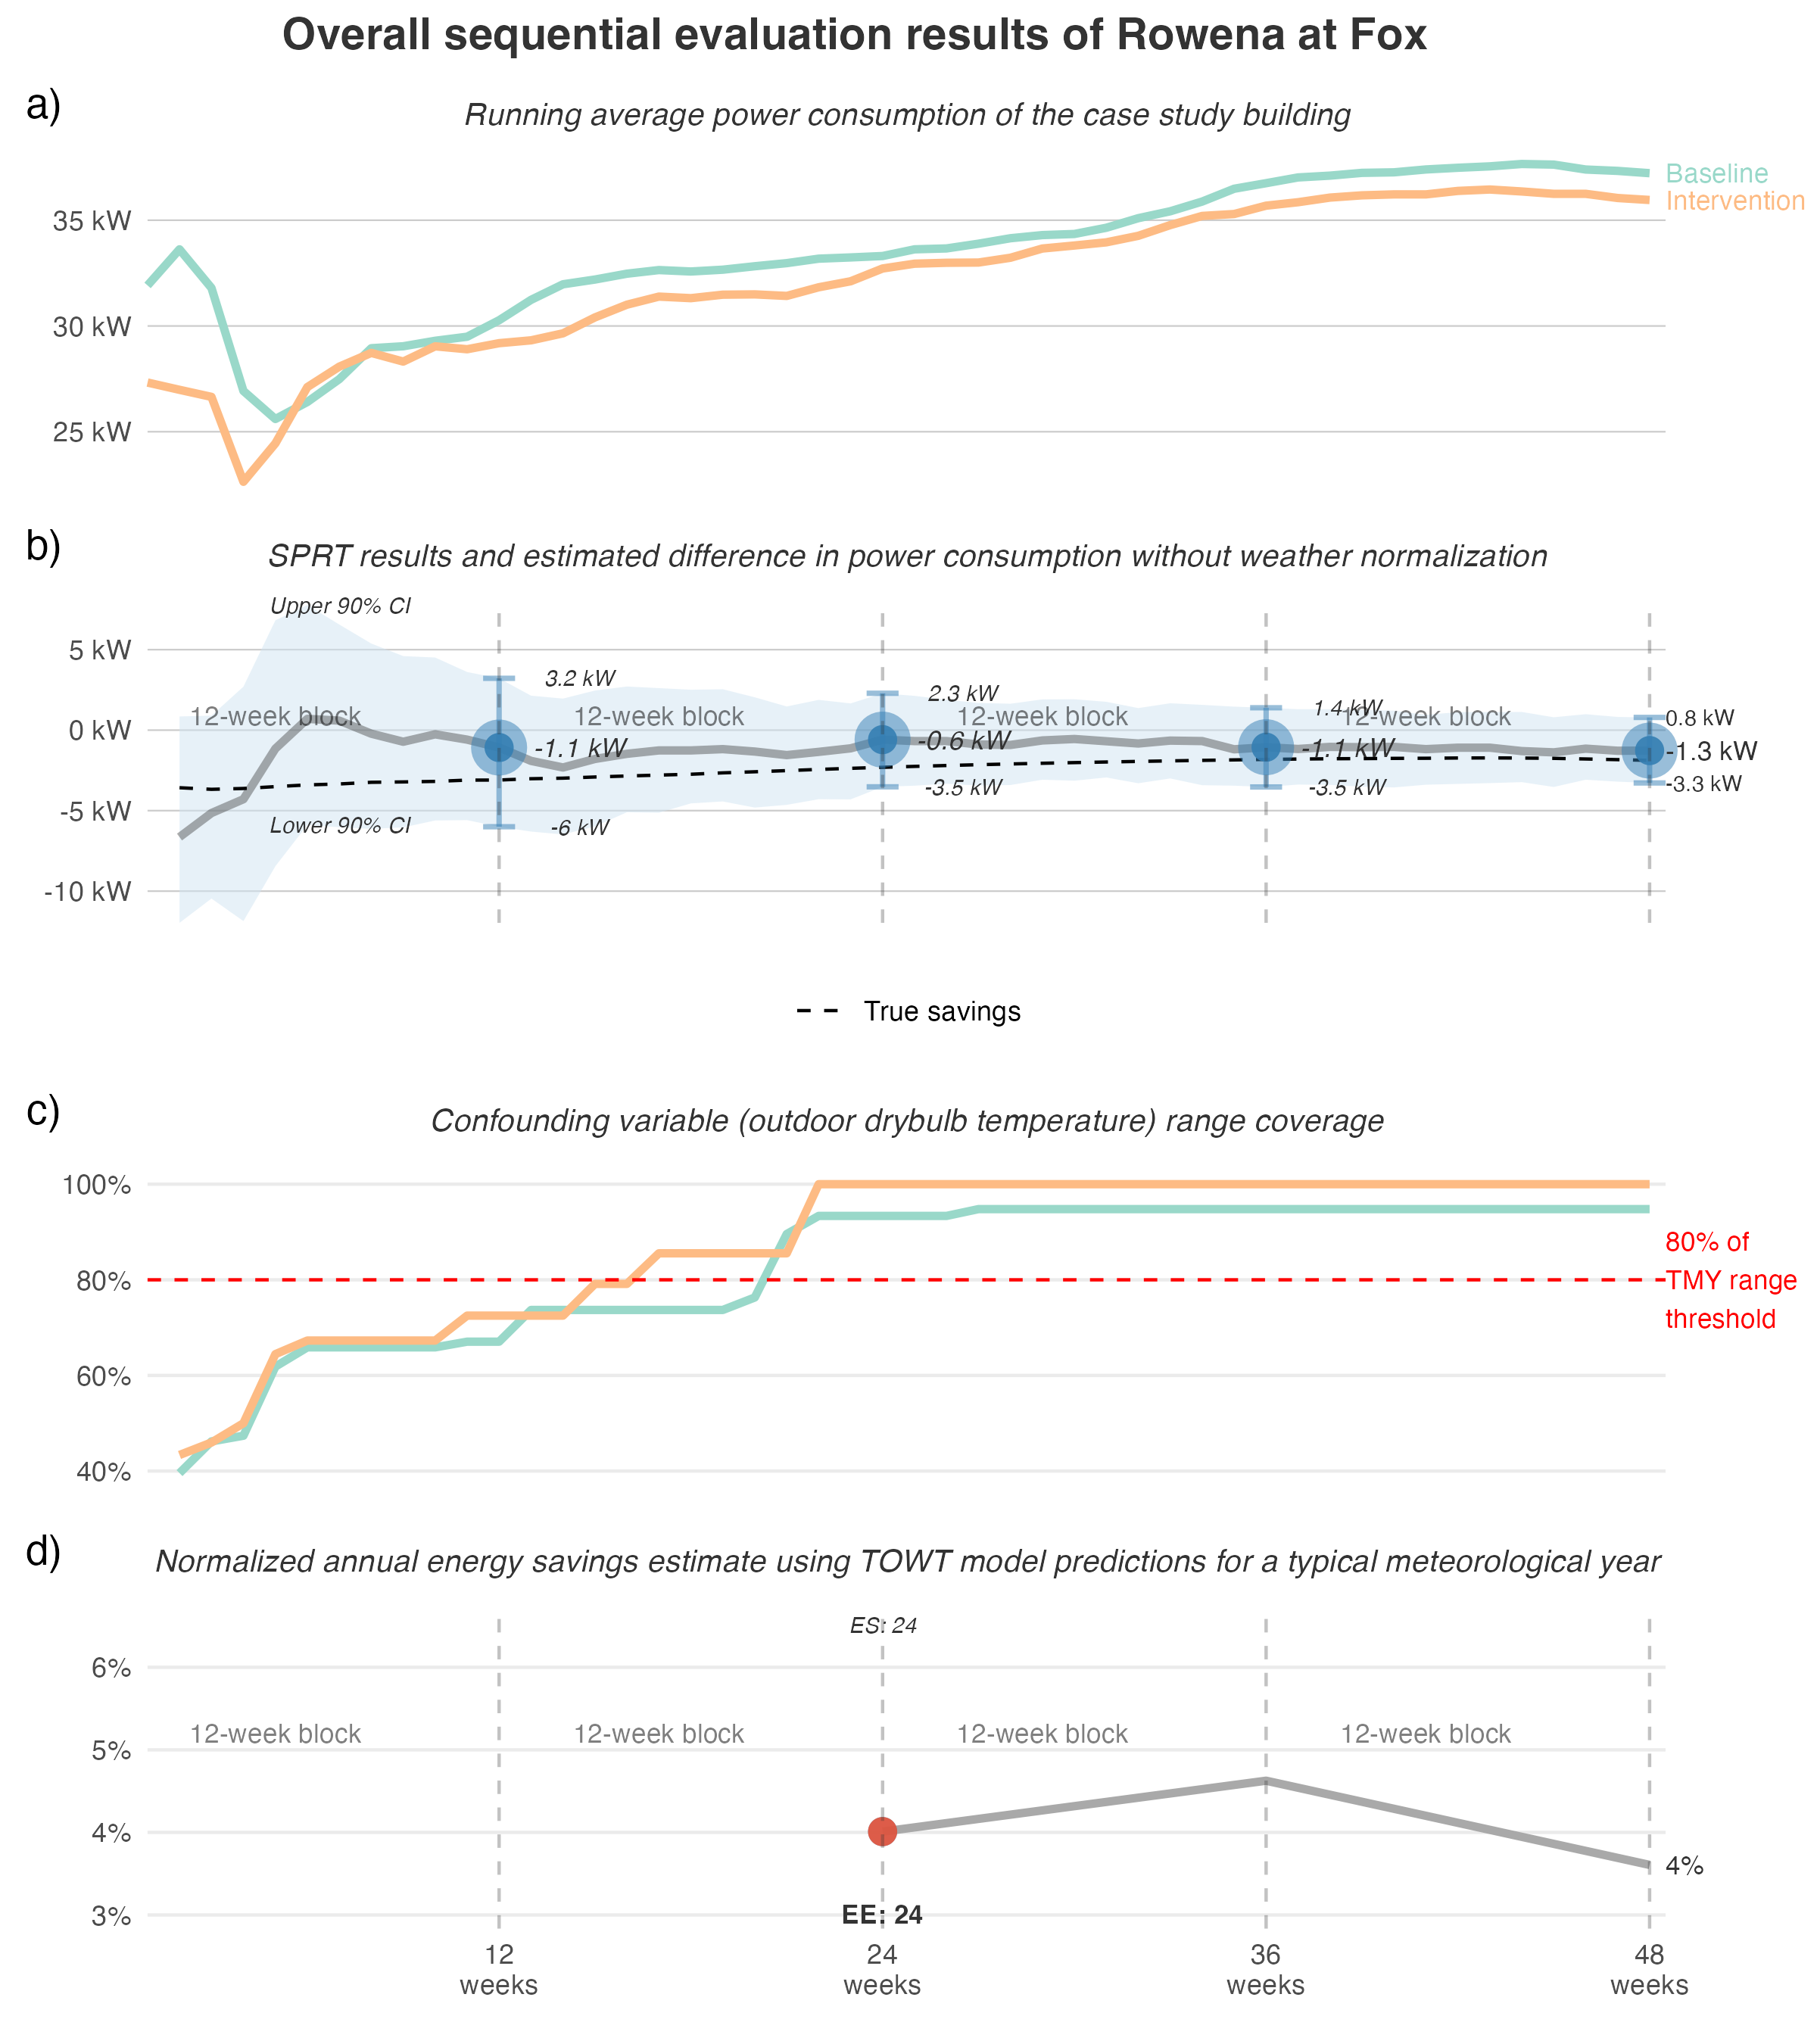 Overall sequential evaluation results of Rowena at Fox
a)
Running average power consumption of the case study building
Baseline
Intervention
35 kW
30 kW
25 kW
b)
SPRT results and estimated difference in power consumption without weather normalization
Upper 90% CI
5 kW
3.2 kW
2.3 kW
1.4 kW
0.8 kW
12-week block
12-week block
12-week block
12-week block
0 kW
-1.1 kW
-0.6 kW
-1.1 kW
-1.3 kW
-3.5 kW
-3.5 kW
-3.3 kW
-5 kW
Lower 90% CI
-6 kW
-10 kW
True savings
c)
Confounding variable (outdoor drybulb temperature) range coverage
100%
80%
60%
40%
80% of
TMY range
threshold
d)
Normalized annual energy savings estimate using TOWT model predictions for a typical meteorological year
ES: 24
6%
12-week block
12-week block
12-week block
12-week block
5%
4%
4%
3%
EE: 24
12
weeks
24
weeks
36
weeks
48
weeks